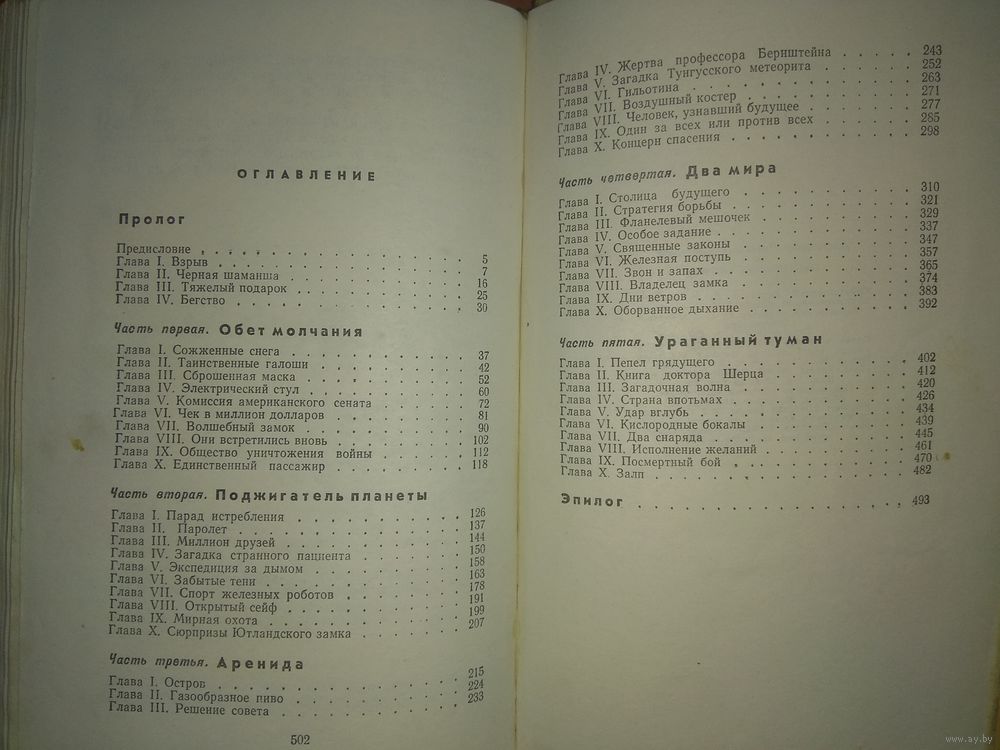 ОГЛАВЛЕНИЕ
Пролог
Предисловие . . . . . . . . . . . . . . 5
Глава I. Взрыв . . . . . . . . . . . . . . 7
Глава II. Черная шаманша . . . . . . . . . 16
Глава III. Тяжелый подарок . . . . . . . . . 25
Глава IV. Бегство . . . . . . . . . . . . 30
Часть первая. Обет молчания
Глава I. Сожженные снега . . . . . . . . . 37
Глава II. Таинственные галоши . . . . . . . . 42
Глава III. Сброшенная маска . . . . . . . . 52
Глава IV. Электрический стул . . . . . . . . 60
Глава V. Комиссия американского сената . . . . . . 72
Глава VI. Чек в миллион долларов . . . . . . . 81
Глава VII. Волшебный замок . . . . . . . . 90
Глава VIII. Они встретились вновь . . . . . . . 102
Глава IX. Общество уничтожения войны . . . . . 112
Глава X. Единственный пассажир . . . . . . . 118
Часть вторая. Поджигатель планеты
Глава I. Парад истребления . . . . . . . . . 126
Глава II. Паролет . . . . . . . . . . . . 137
Глава III. Миллион друзей . . . . . . . . . 144
Глава IV. Загадка странного пациента . . . . . . 150
Глава V. Экспедиция за дымом . . . . . . . . 158
Глава VI. Забытые тени . . . . . . . . . . 163
Глава VII. Спорт железных роботов . . . . . . . 178
Глава VIII. Открытый сейф . . . . . . . . . 191
Глава IX. Мирная охота . . . . . . . . . . 199
Глава X. Сюрпризы Ютландского замка . . . . . . 207
Часть третья. Аренида
Глава I. Остров . . . . . . . . . . . . . 215
Глава II. Газообразное пиво . . . . . . . . . 224
Глава III. Решение совета . . . . . . . . . 233
502
Глава IV. Жертва профессора Бернштейна . . . . . 243
Глава V. Загадка Тунгусского метеорита . . . . . . 252
Глава VI. Гильотина . . . . . . . . . . . 263
Глава VII. Воздушный костер . . . . . . . . . 271
Глава VIII. Человек, узнавший будущее . . . . . . 277
Глава IX. Один за всех или против всех . . . . . . 285
Глава X. Концерн спасения . . . . . . . . . 298
Часть четвертая. Два мира
Глава I. Столица будущего . . . . . . . . . 310
Глава II. Стратегия борьбы . . . . . . . . . 321
Глава III. Фланелевый мешочек . . . . . . . . 329
Глава IV. Особое задание . . . . . . . . . 337
Глава V. Священные законы . . . . . . . . . 347
Глава VI. Железная поступь . . . . . . . . . 357
Глава VII. Звон и запах . . . . . . . . . . 365
Глава VIII. Владелец замка . . . . . . . . . 374
Глава IX. Дни ветров . . . . . . . . . . . 383
Глава X. Оборванное дыхание . . . . . . . . 392
Часть пятая. Ураганный туман
Глава I. Пепел грядущего . . . . . . . . . 402
Глава II. Книга доктора Шерца . . . . . . . . 412
Глава III. Загадочная волна . . . . . . . . . 420
Глава IV. Страна впотьмах . . . . . . . . . 426
Глава V. Удар вглубь . . . . . . . . . . . 434
Глава VI. Кислородные бокалы . . . . . . . . 439
Глава VII. Два снаряда . . . . . . . . . . 445
Глава VIII. Исполнение желаний . . . . . . . . 461
Глава IX. Посмертный бой . . . . . . . . . 470
Глава X. Залп . . . . . . . . . . . . . 482
Эпилог . . . . . . . . . . . . . . 493
www.ay.by